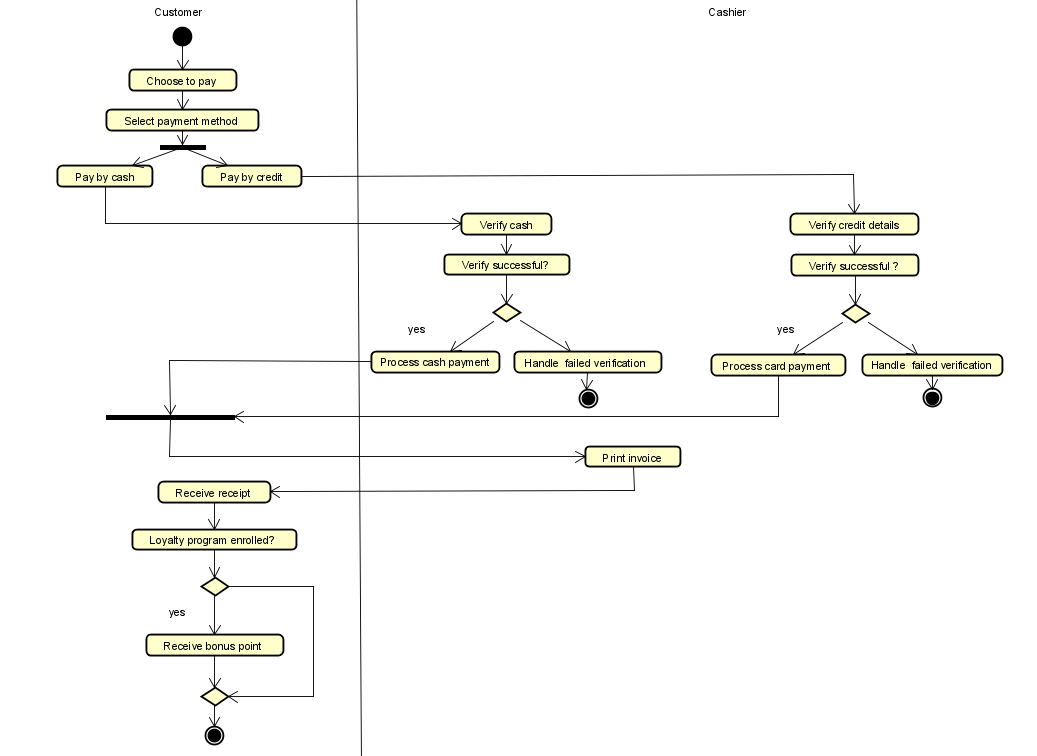 Customer
Cashier
Choose to pay
Select payment method
Pay by cash
Pay by credit
Verify cash
Verify credit details
Verify successful?
Verify successful ?
yes
yes
Process cash payment
Handle  failed verification
Process card payment
Handle  failed verification
Print invoice
Receive receipt
Loyalty program enrolled?
yes
Receive bonus point